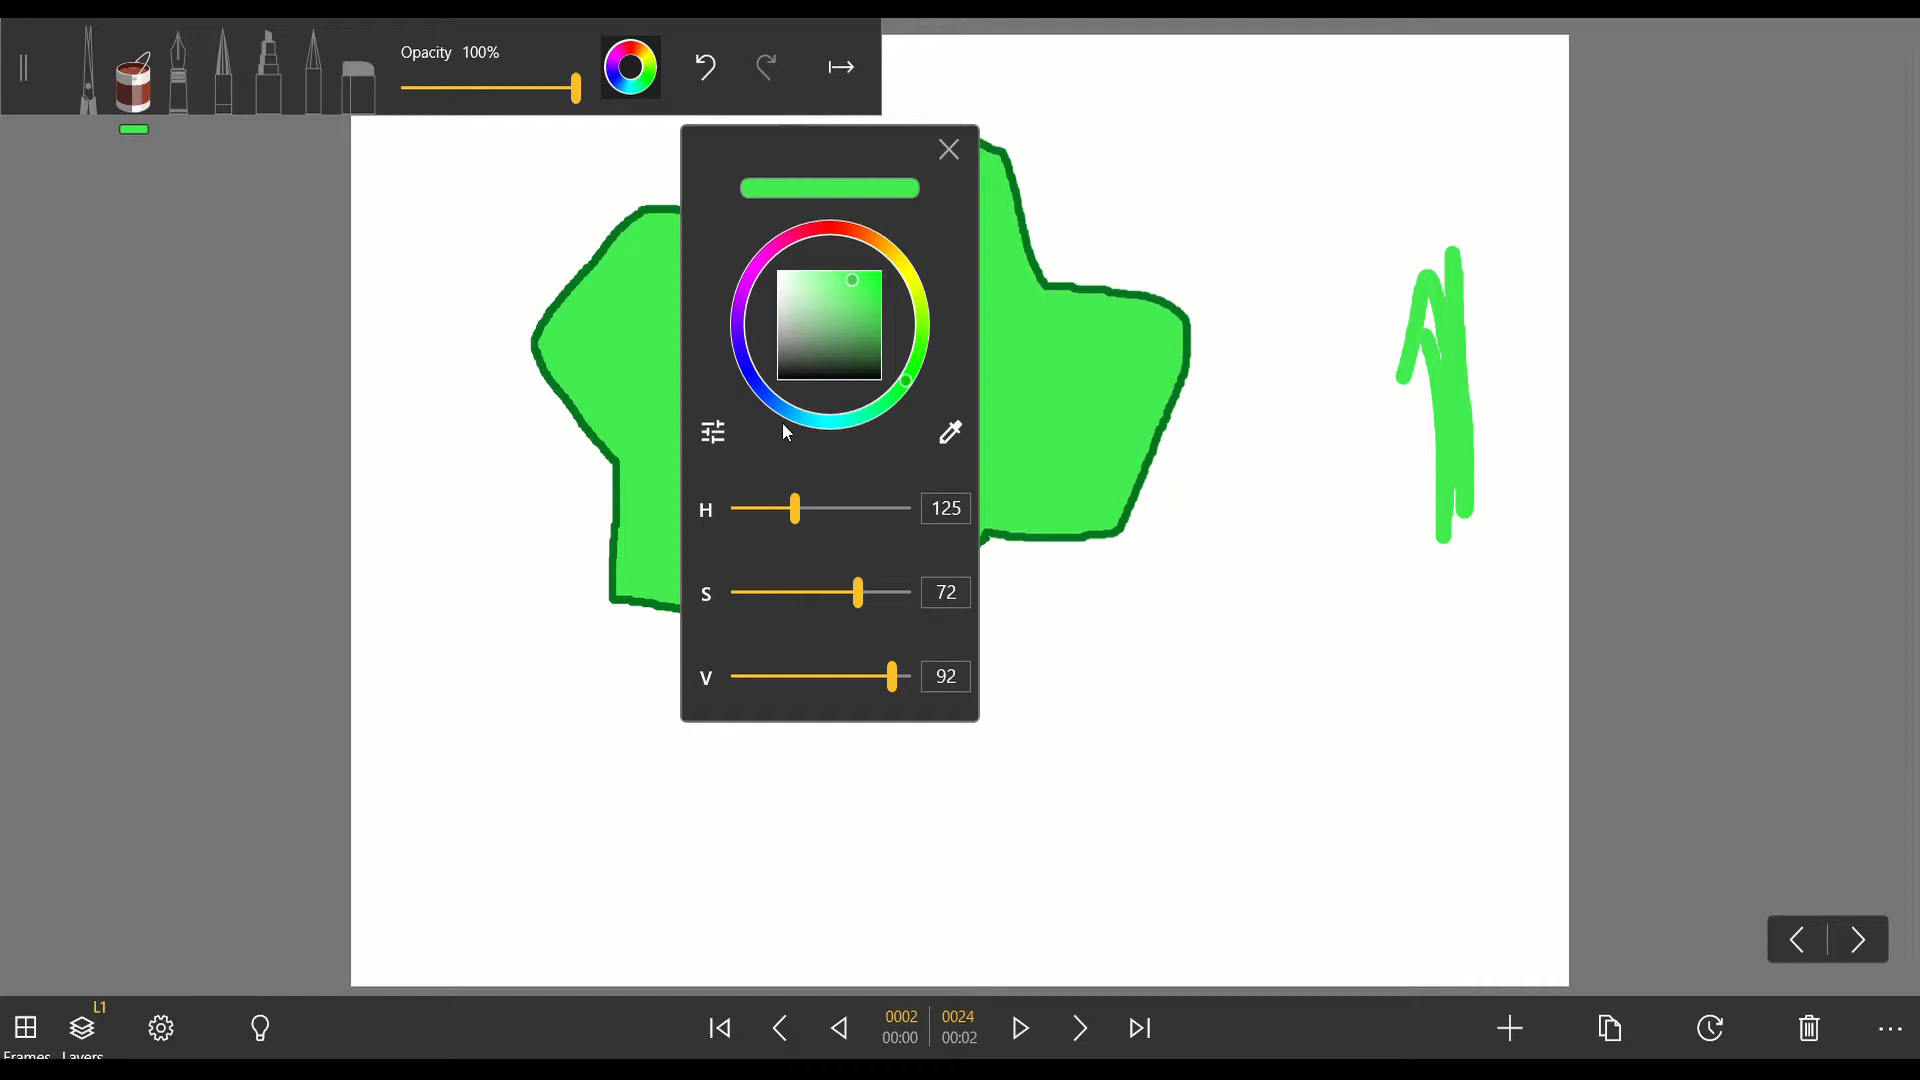 Opacity 100%
H 125
S 72
V 92
L1
Frames Layers
0002 0024
00:00 00:02